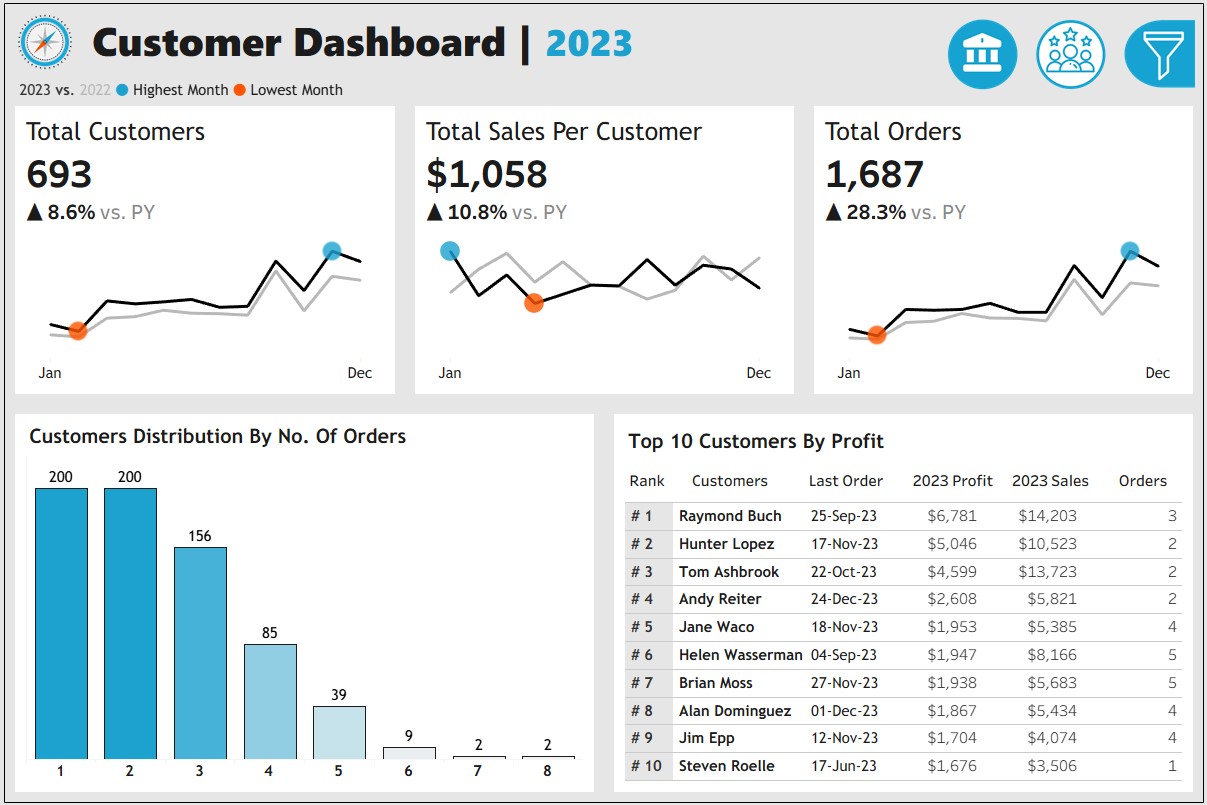 Customer Dashboard | 2023
2023 vs. 2022 Highest Month Lowest Month
Total Customers
693
▲ 8.6% vs. PY
Jan Dec
Total Sales Per Customer
$1,058
▲ 10.8% vs. PY
Jan Dec
Total Orders
1,687
▲ 28.3% vs. PY
Jan Dec
Customers Distribution By No. Of Orders
200 200 156 85 39 9 2 2
1 2 3 4 5 6 7 8
Top 10 Customers By Profit
Rank Customers Last Order 2023 Profit 2023 Sales Orders
# 1 Raymond Buch 25-Sep-23 $6,781 $14,203 3
# 2 Hunter Lopez 17-Nov-23 $5,046 $10,523 2
# 3 Tom Ashbrook 22-Oct-23 $4,599 $13,723 2
# 4 Andy Reiter 24-Dec-23 $2,608 $5,821 2
# 5 Jane Waco 18-Nov-23 $1,953 $5,385 4
# 6 Helen Wasserman 04-Sep-23 $1,947 $8,166 5
# 7 Brian Moss 27-Nov-23 $1,938 $5,683 5
# 8 Alan Dominguez 01-Dec-23 $1,867 $5,434 4
# 9 Jim Epp 12-Nov-23 $1,704 $4,074 4
# 10 Steven Roelle 17-Jun-23 $1,676 $3,506 1